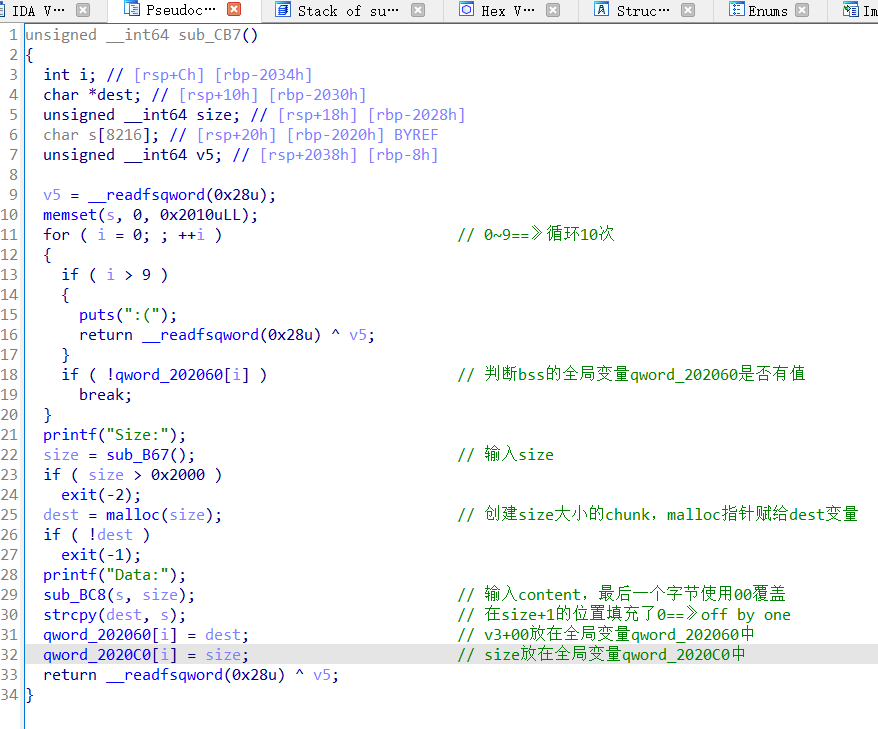 IDA V··· Pseudoc··· Stack of su··· Hex V··· Struc··· Enums Im
1 unsigned __int64 sub_CB7()
2 {
3 int i; // [rsp+Ch] [rbp-2034h]
4 char *dest; // [rsp+10h] [rbp-2030h]
5 unsigned __int64 size; // [rsp+18h] [rbp-2028h]
6 char s[8216]; // [rsp+20h] [rbp-2020h] BYREF
7 unsigned __int64 v5; // [rsp+2038h] [rbp-8h]
8
9 v5 = __readfsqword(0x28u);
10 memset(s, 0, 0x2010uLL);
11 for ( i = 0; ; ++i ) // 0~9==》循环10次
12 {
13 if ( i > 9 )
14 {
15 puts(":(");
16 return __readfsqword(0x28u) ^ v5;
17 }
18 if ( !qword_202060[i] ) // 判断bss的全局变量qword_202060是否有值
19 break;
20 }
21 printf("Size:");
22 size = sub_B67(); // 输入size
23 if ( size > 0x2000 )
24 exit(-2);
25 dest = malloc(size); // 创建size大小的chunk，malloc指针赋给dest变量
26 if ( !dest )
27 exit(-1);
28 printf("Data:");
29 sub_BC8(s, size); // 输入content，最后一个字节使用00覆盖
30 strcpy(dest, s); // 在size+1的位置填充了0==》off by one
31 qword_202060[i] = dest; // v3+00放在全局变量qword_202060中
32 qword_2020C0[i] = size; // size放在全局变量qword_2020C0中
33 return __readfsqword(0x28u) ^ v5;
34 }